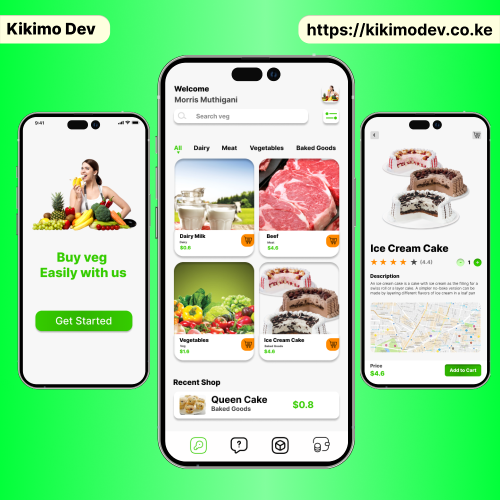 Kikimo Dev
https://kikimodev.co.ke
9:41
Buy veg
Easily with us
Get Started
Welcome
Morris Muthigani
Search veg
All Dairy Meat Vegetables Baked Goods
Dairy Milk
Dairy
$0.6
Beef
Meat
$4.6
Vegetables
Veg
$1.6
Ice Cream Cake
Baked Goods
$4.6
Recent Shop
Queen Cake
Baked Goods
$0.8
Ice Cream Cake
(4.4)
1
Description
An ice cream cake is a cake with ice cream as the filling for a
swiss roll or a layer cake. A simpler no-bake version can be
made by layering different flavors of ice cream in a loaf pan
Price
$4.6
Add to Cart